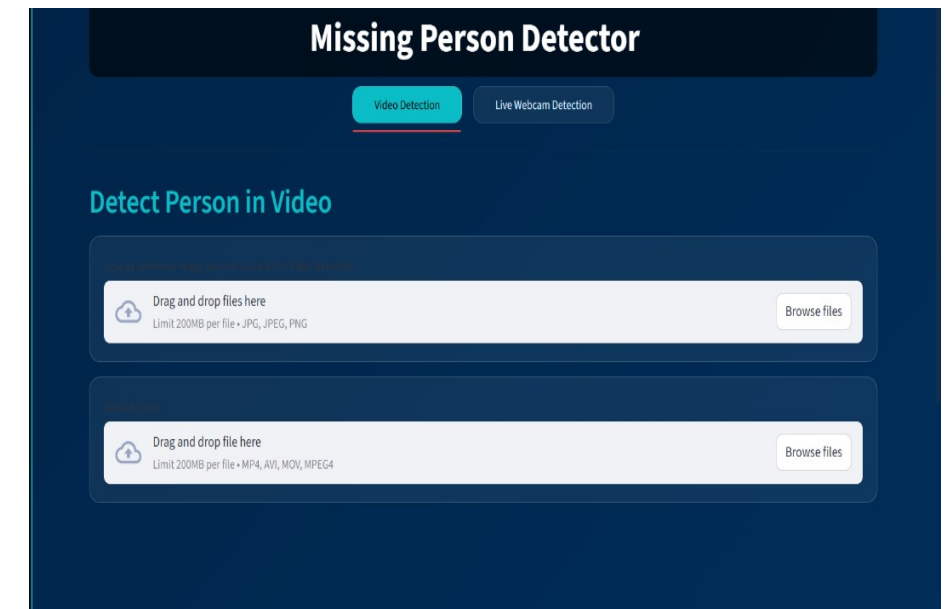 Missing Person Detector
Video Detection
Live Webcam Detection
Detect Person in Video
Drag and drop files here
Limit 200MB per file • JPG, JPEG, PNG
Browse files
Drag and drop file here
Limit 200MB per file • MP4, AVI, MOV, MPEG4
Browse files